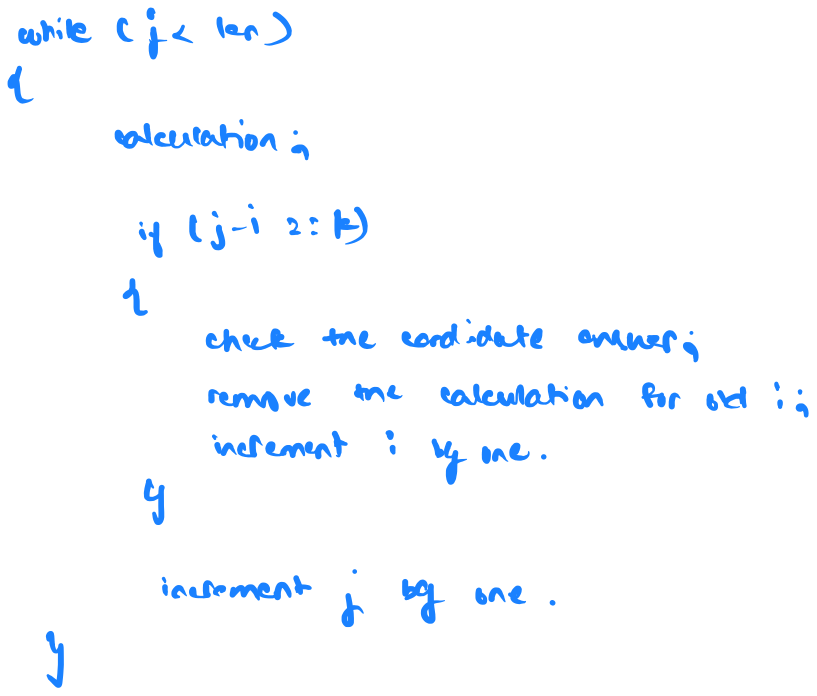 while (j < len)
{
calculation ;
if (j-i == k)
{
check the candidate answer ;
remove the calculation for old i ;
increment i by one .
}
increment j by one .
}